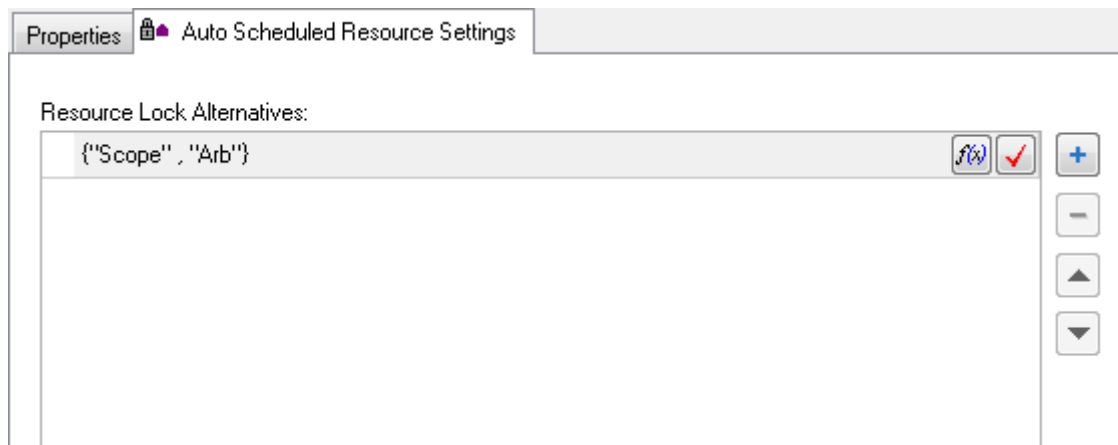 Properties
Auto Scheduled Resource Settings
Resource Lock Alternatives:
{"Scope" , "Arb"}
f(x)